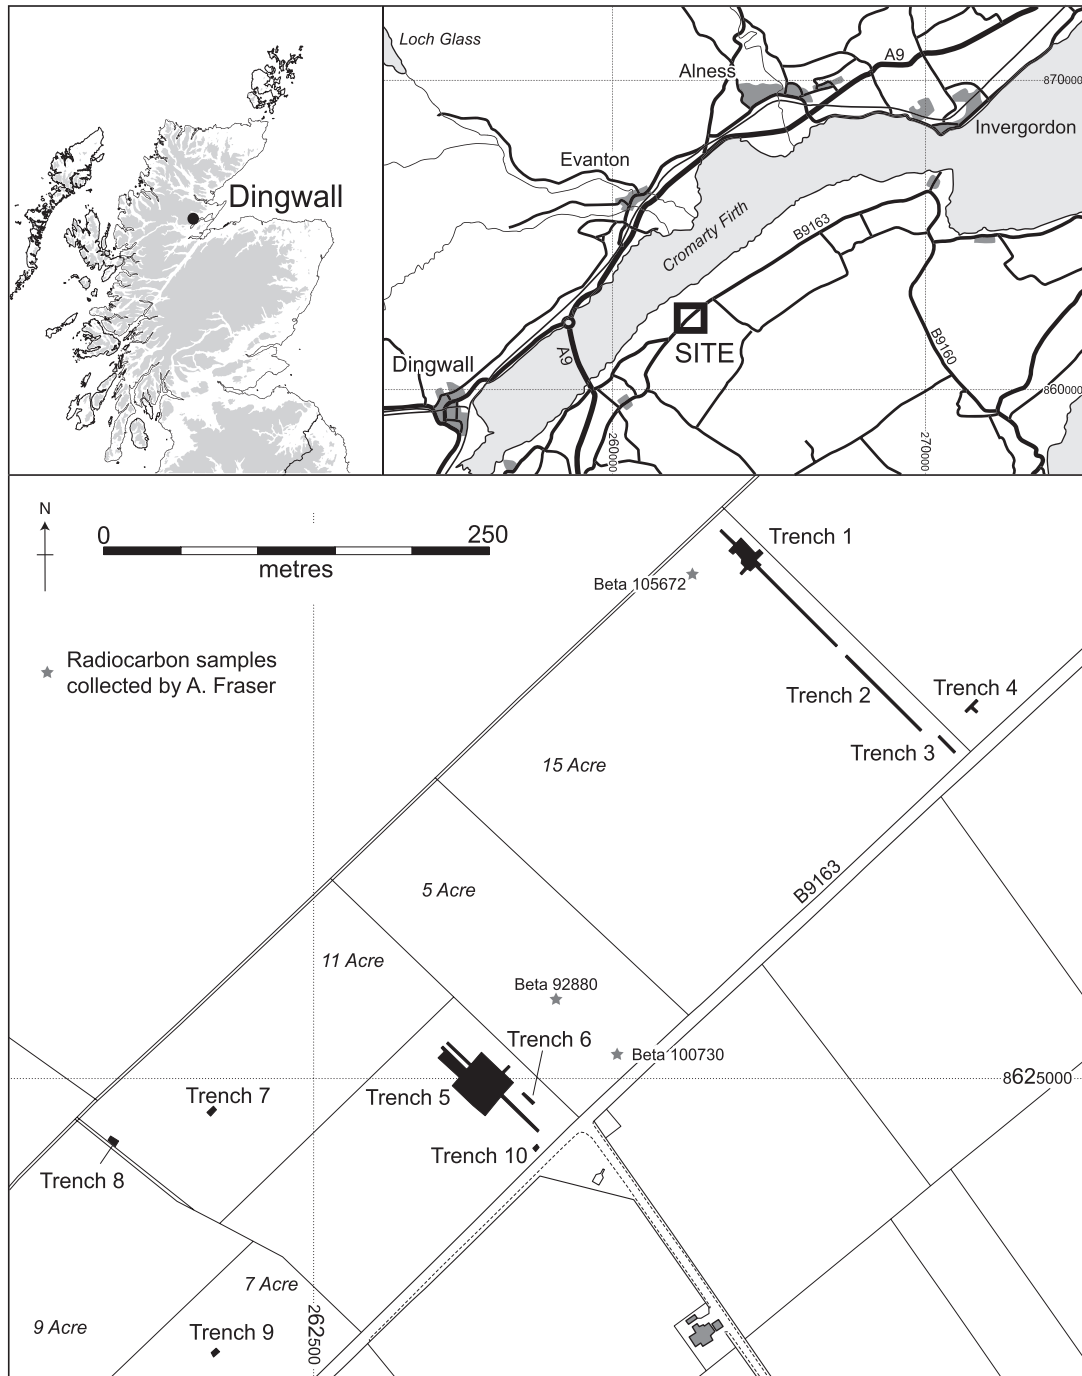 Dingwall
Loch Glass
Alness
A9
870000
Invergordon
Evanton
Cromarty Firth
B9163
SITE
Dingwall
A9
B9160
860000
260000
270000
N
0
250
metres
Trench 1
Beta 105672
Radiocarbon samples
collected by A. Fraser
Trench 2
Trench 4
Trench 3
15 Acre
B9163
5 Acre
11 Acre
Beta 92880
Trench 6
Beta 100730
8625000
Trench 5
Trench 7
Trench 10
Trench 8
7 Acre
9 Acre
Trench 9
262500